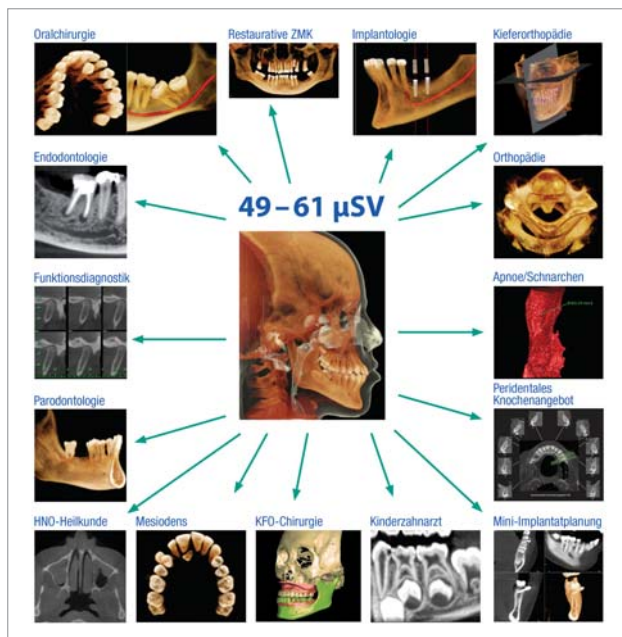 Oralchirurgie
Restaurative ZMK
Implantologie
Kieferorthopädie
Endodontologie
49–61 µSV
Orthopädie
Funktionsdiagnostik
Apnoe/Schnarchen
Peridentales
Knochenangebot
Parodontologie
HNO-Heilkunde
Mesiodens
KFO-Chirurgie
Kinderzahnarzt
Mini-Implantatplanung